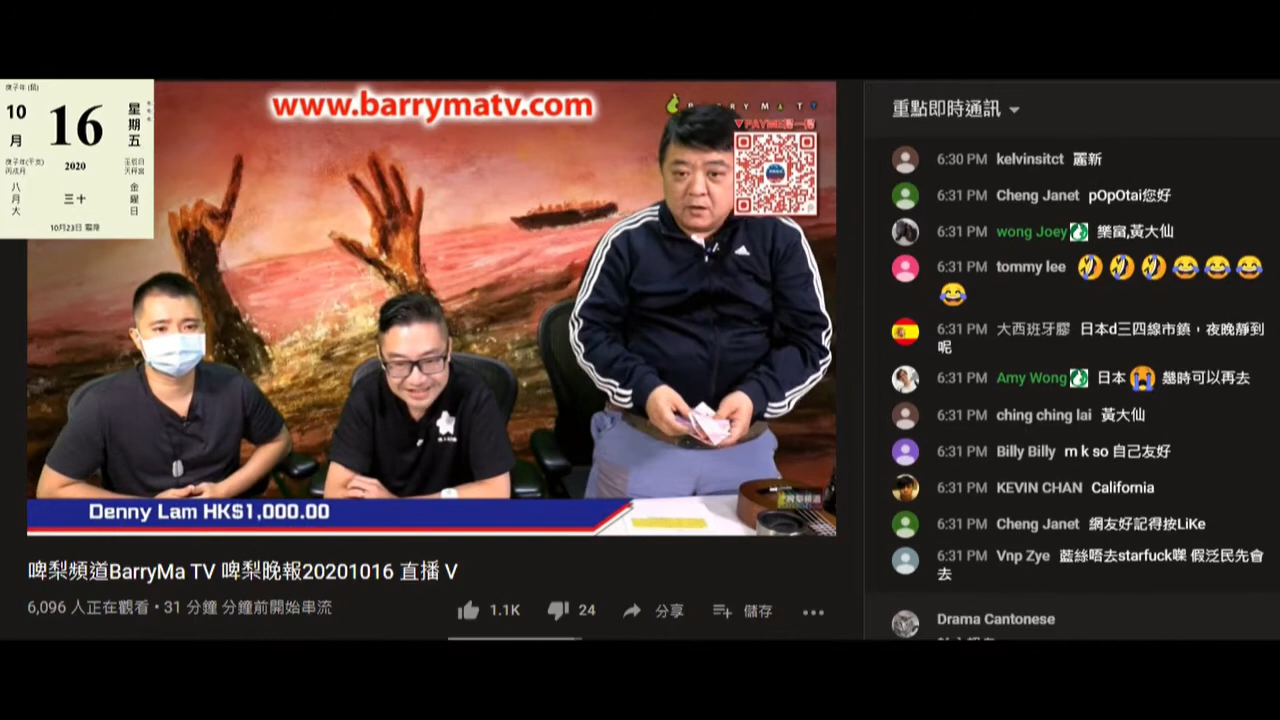 庚子年 (鼠)
10
月
16
星期五
2020
八月大
三十
金曜日
10月23日 霜降
www.barrymatv.com
BARRY MA TV
Denny Lam HK$1,000.00
啤梨頻道BarryMa TV 啤梨晚報20201016 直播 V
6,096 人正在觀看 • 31 分鐘 分鐘前開始串流
1.1K
24
分享
儲存
重點即時通訊
6:30 PM kelvinsitct 麗新
6:31 PM Cheng Janet pOpOtai您好
6:31 PM wong Joey 樂富,黃大仙
6:31 PM tommy lee 🤣🤣🤣😂😂😂
😂
6:31 PM 大西班牙膠 日本d三四線市鎮，夜晚靜到
呢
6:31 PM Amy Wong 日本 😭 幾時可以再去
6:31 PM ching ching lai 黃大仙
6:31 PM Billy Billy m k so 自己友好
6:31 PM KEVIN CHAN California
6:31 PM Cheng Janet 網友好記得按LiKe
6:31 PM Vnp Zye 藍絲唔去starfuck㗎 假泛民先會
去
Drama Cantonese